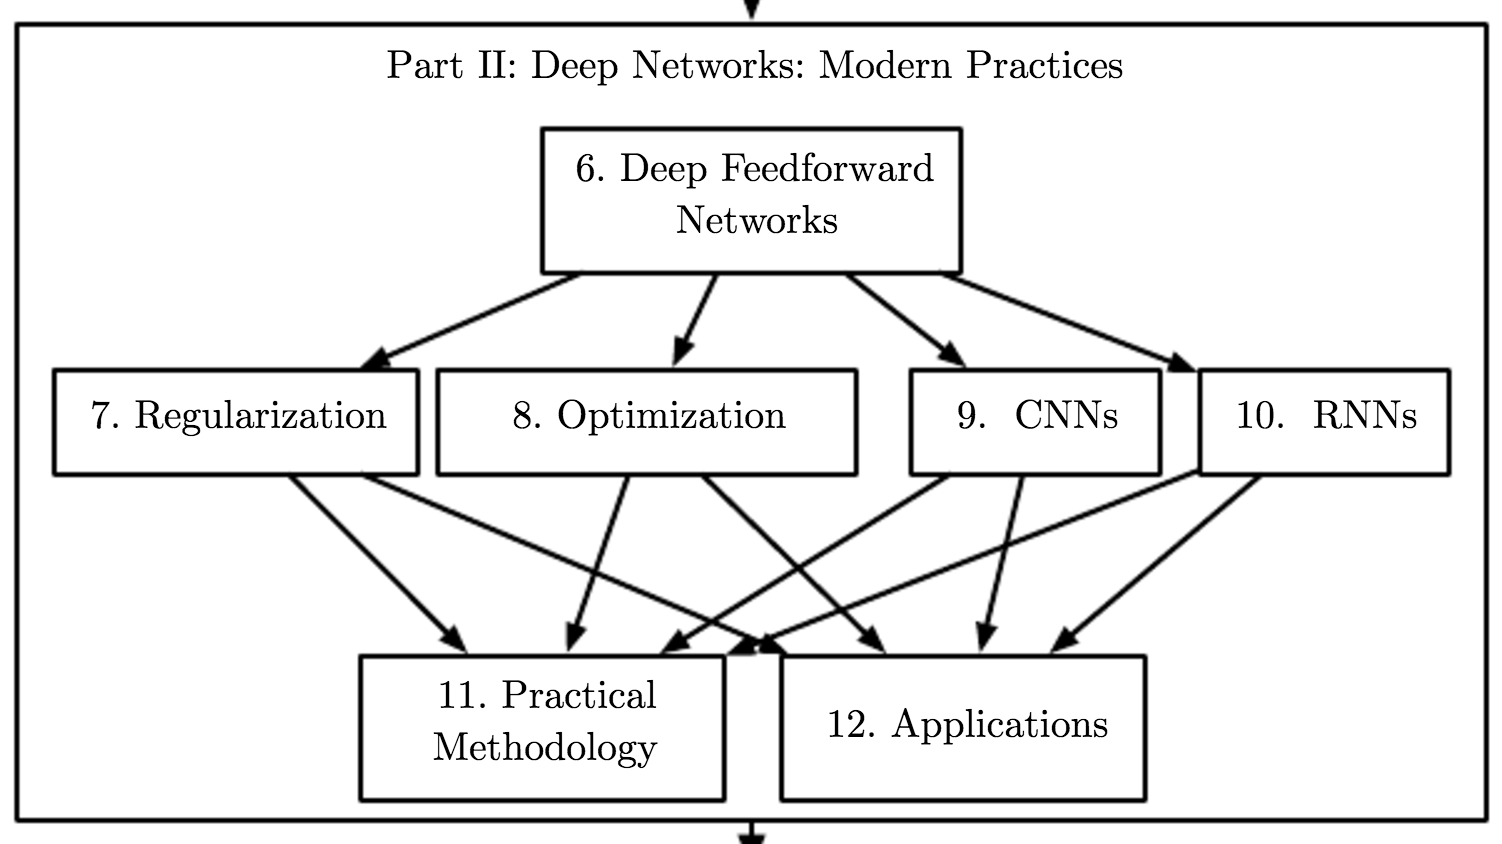 Part II: Deep Networks: Modern Practices
6. Deep Feedforward
Networks
7. Regularization
8. Optimization
9. CNNs
10. RNNs
11. Practical
Methodology
12. Applications